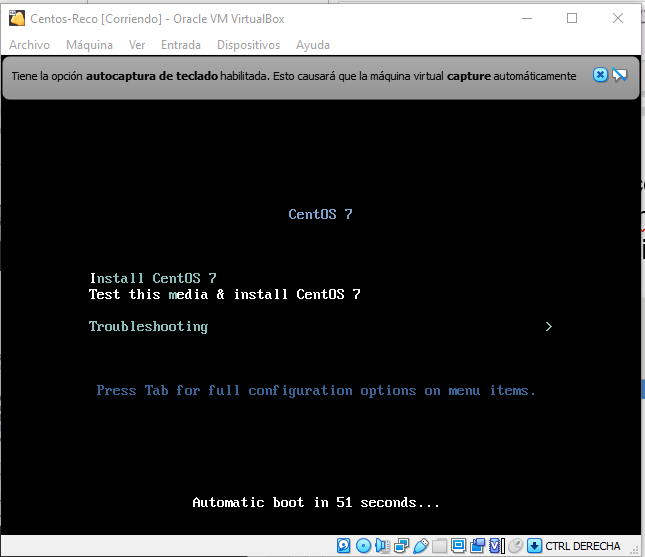 Centos-Reco [Corriendo] - Oracle VM VirtualBox
Archivo Máquina Ver Entrada Dispositivos Ayuda
Tiene la opción autocaptura de teclado habilitada. Esto causará que la máquina virtual capture automáticamente
CentOS 7
Install CentOS 7
Test this media & install CentOS 7
Troubleshooting >
Press Tab for full configuration options on menu items.
Automatic boot in 51 seconds...
CTRL DERECHA